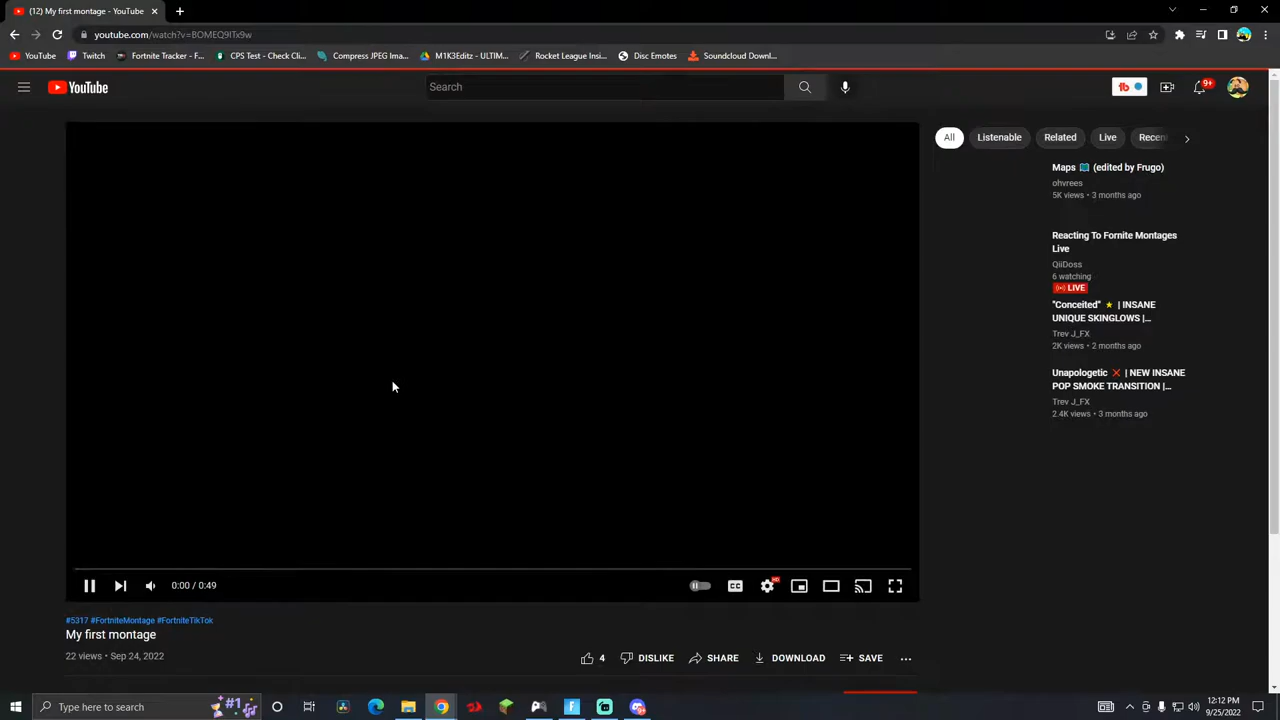 (12) My first montage - YouTube
youtube.com/watch?v=BOMEQ9ITx9w
YouTube
Twitch
Fortnite Tracker - F...
CPS Test - Check Cli...
Compress JPEG Ima...
M1K3Editz - ULTIM...
Rocket League Insi...
Disc Emotes
Soundcloud Downl...
YouTube
Search
9+
All
Listenable
Related
Live
Recen
Maps (edited by Frugo)
ohvrees
5K views • 3 months ago
Reacting To Fornite Montages
Live
QiiDoss
6 watching
LIVE
"Conceited" ★ | INSANE
UNIQUE SKINGLOWS |...
Trev J_FX
2K views • 2 months ago
Unapologetic ❌ | NEW INSANE
POP SMOKE TRANSITION |...
Trev J_FX
2.4K views • 3 months ago
0:00 / 0:49
CC
HD
#5317 #FortniteMontage #FortniteTikTok
My first montage
22 views • Sep 24, 2022
4
DISLIKE
SHARE
DOWNLOAD
SAVE
Type here to search
#1
12:12 PM
9/25/2022